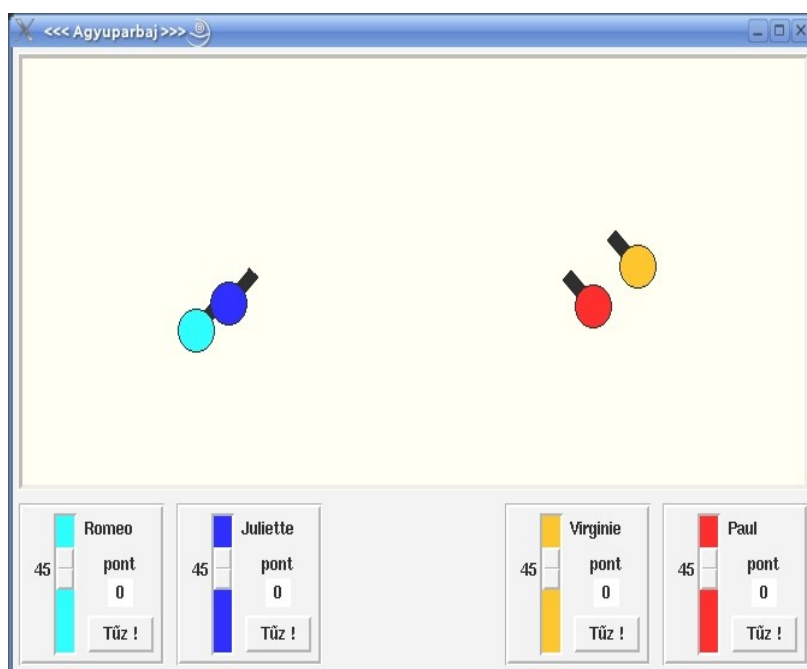 <<< Agyuparbaj >>>
Romeo
45
pont
0
Tűz !
Juliette
45
pont
0
Tűz !
Virginie
45
pont
0
Tűz !
Paul
45
pont
0
Tűz !